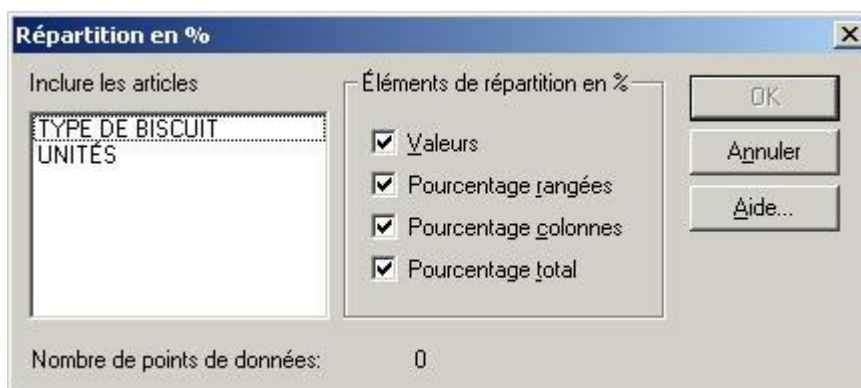 Répartition en %
Inclure les articles
TYPE DE BISCUIT
UNITÉS
Éléments de répartition en %
Valeurs
Pourcentage rangées
Pourcentage colonnes
Pourcentage total
OK
Annuler
Aide...
Nombre de points de données: 0